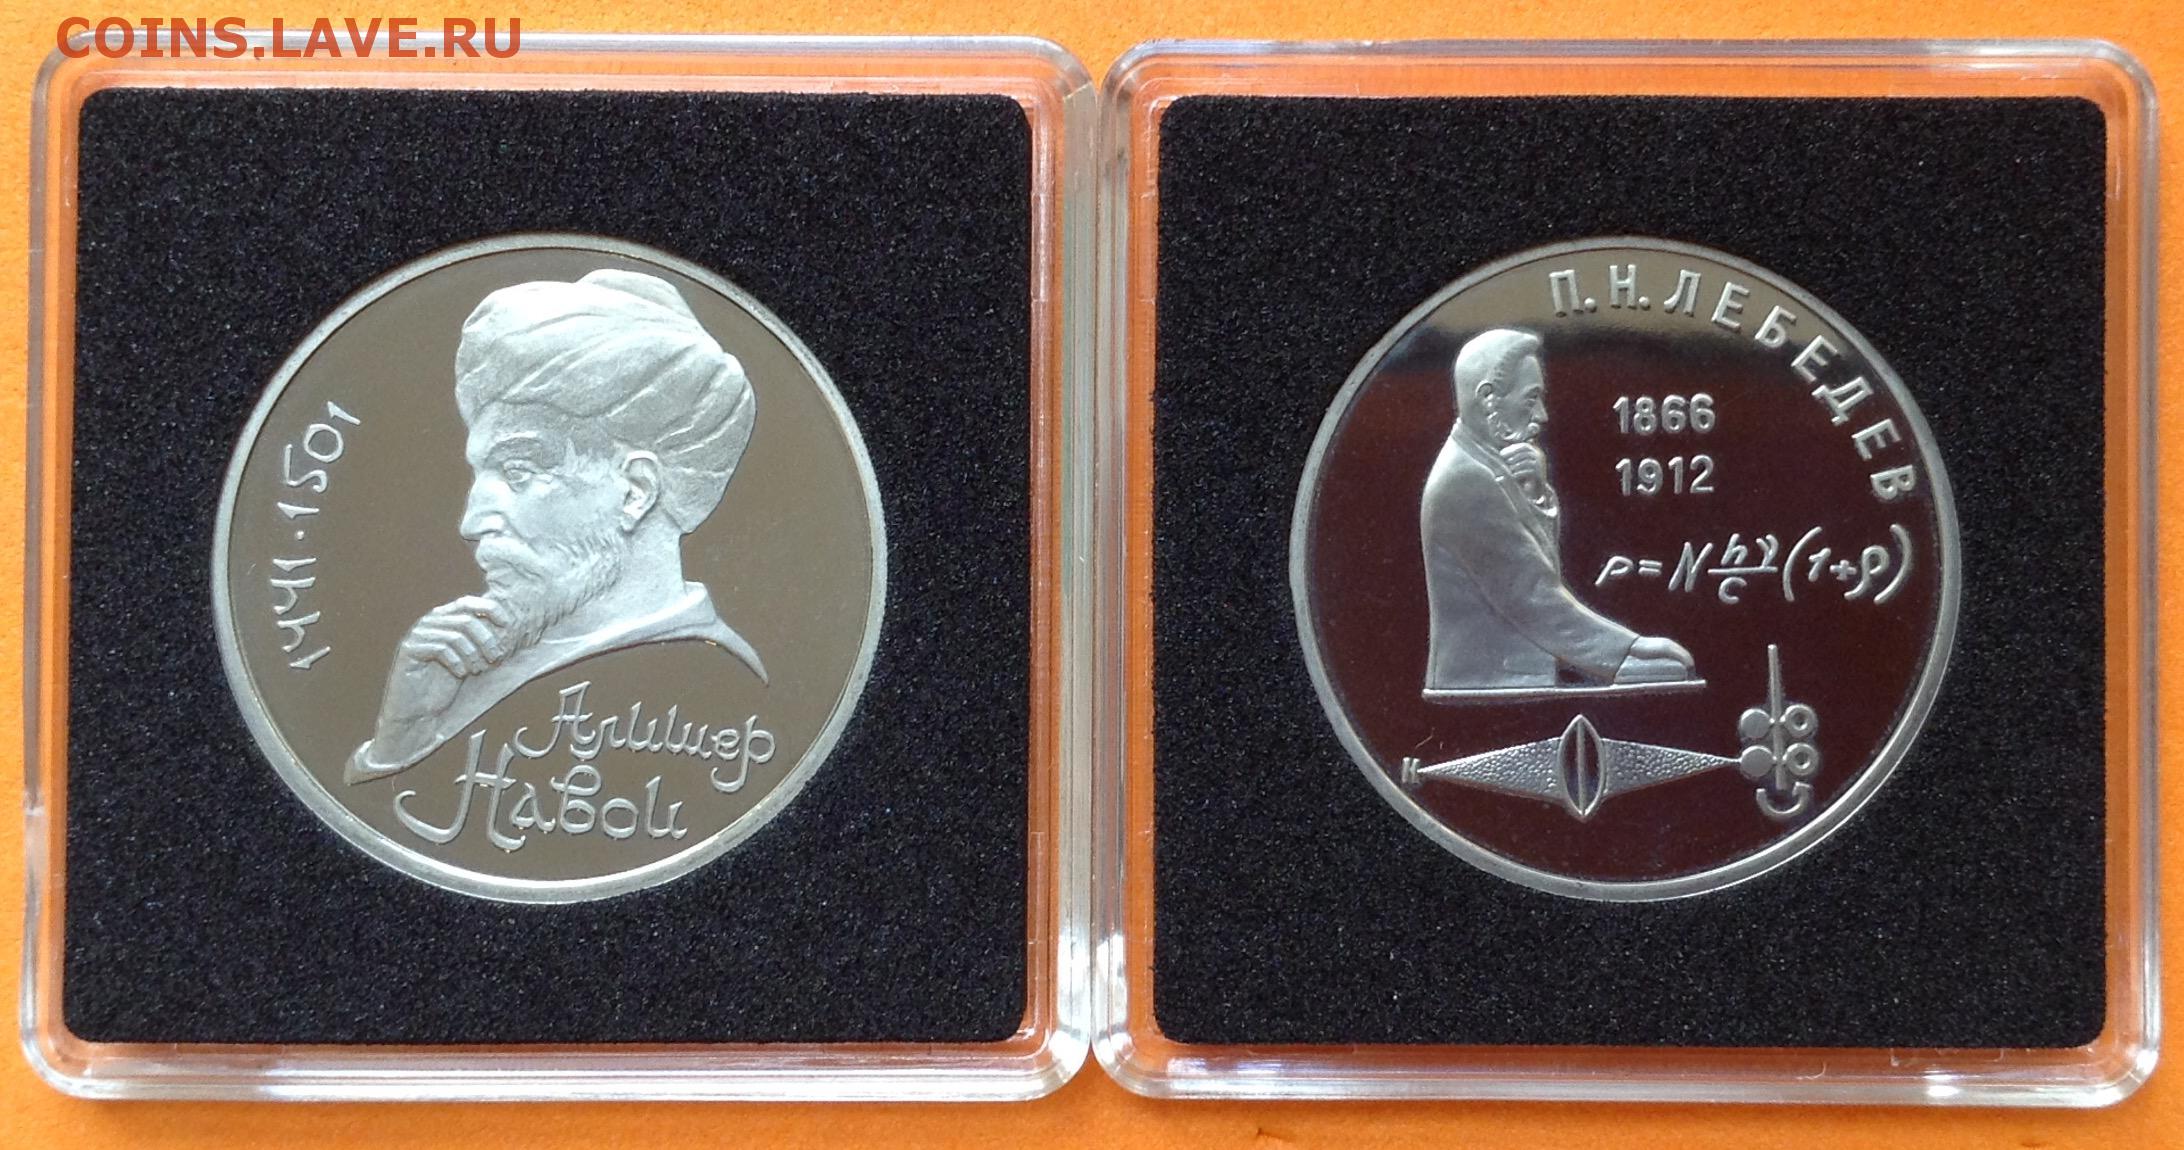 COINS.LAVE.RU
1441·1501
Алишер
Навои
П.Н.ЛЕБЕДЕВ
1866
1912
p=N hν/c (1+ρ)